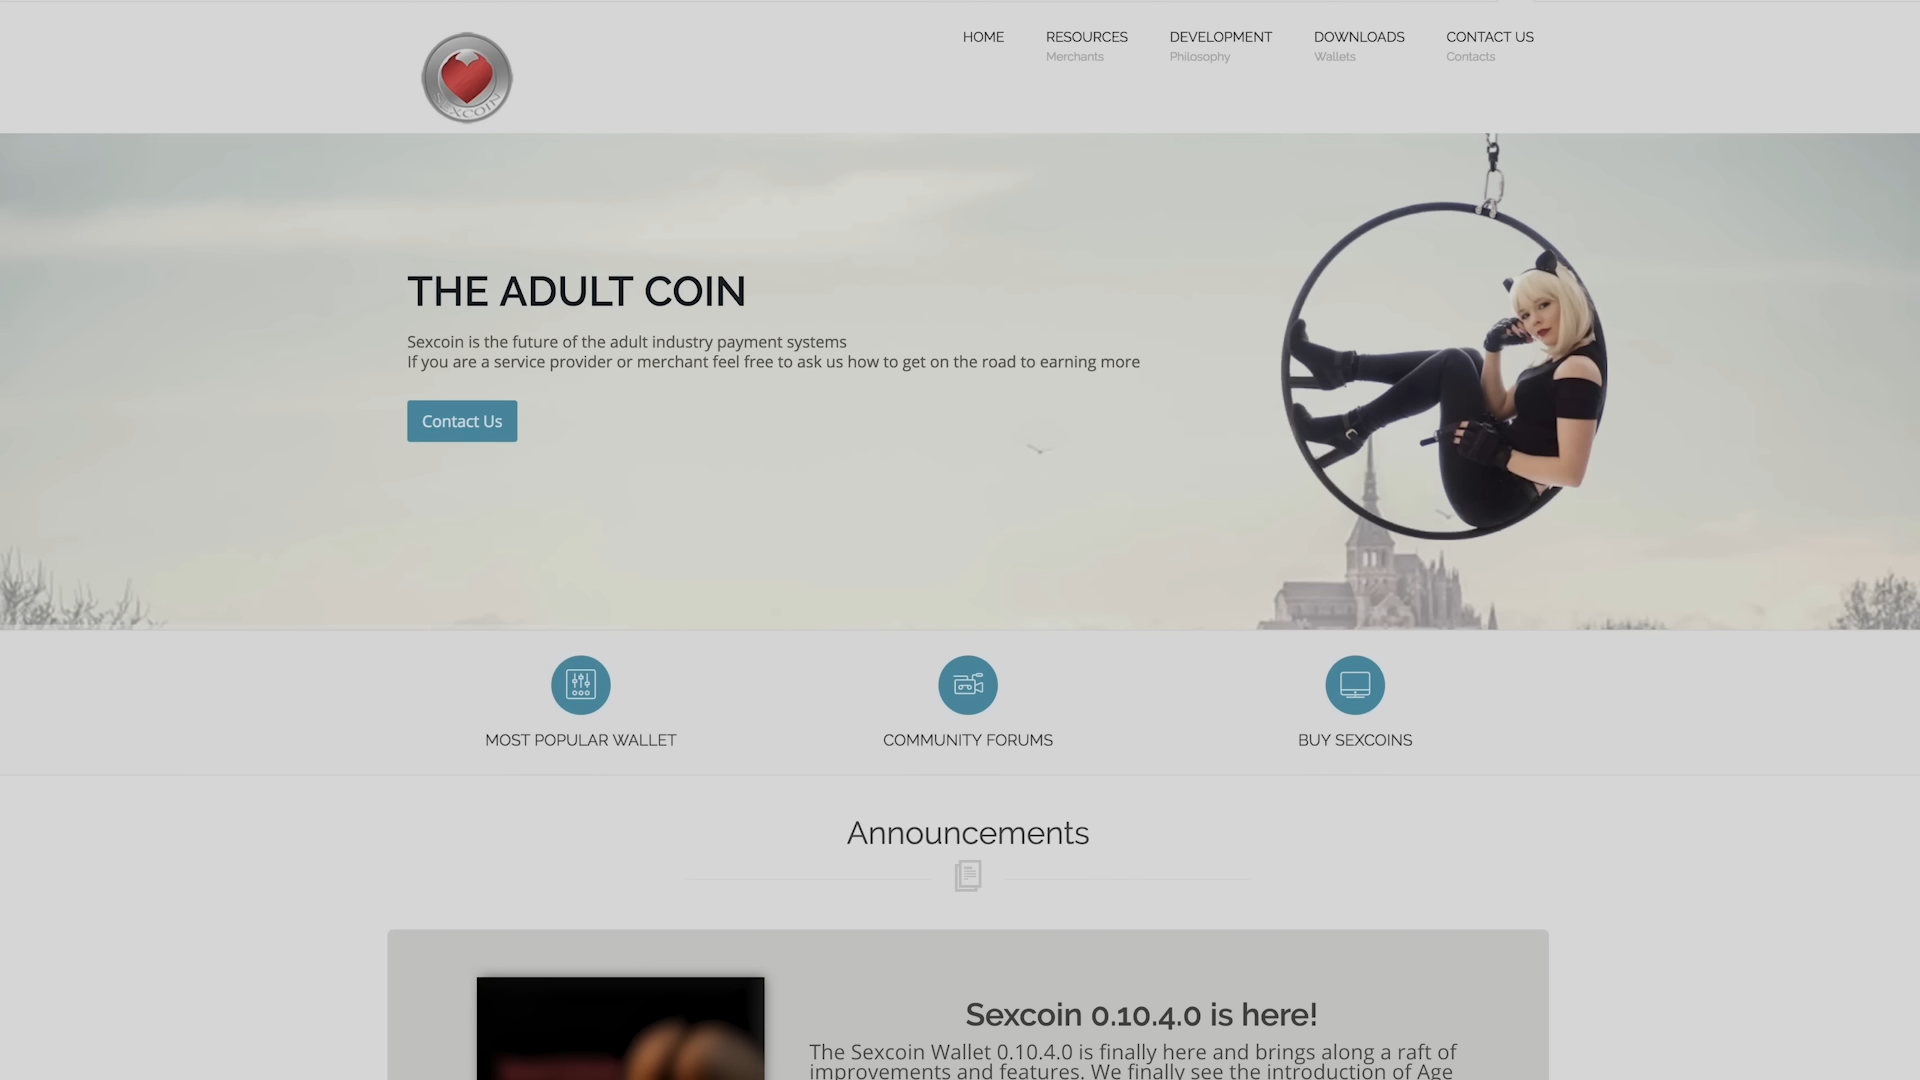 SEXCOIN
HOME
RESOURCES
Merchants
DEVELOPMENT
Philosophy
DOWNLOADS
Wallets
CONTACT US
Contacts
THE ADULT COIN
Sexcoin is the future of the adult industry payment systems
If you are a service provider or merchant feel free to ask us how to get on the road to earning more
Contact Us
MOST POPULAR WALLET
COMMUNITY FORUMS
BUY SEXCOINS
Announcements
Sexcoin 0.10.4.0 is here!
The Sexcoin Wallet 0.10.4.0 is finally here and brings along a raft of
improvements and features. We finally see the introduction of Age